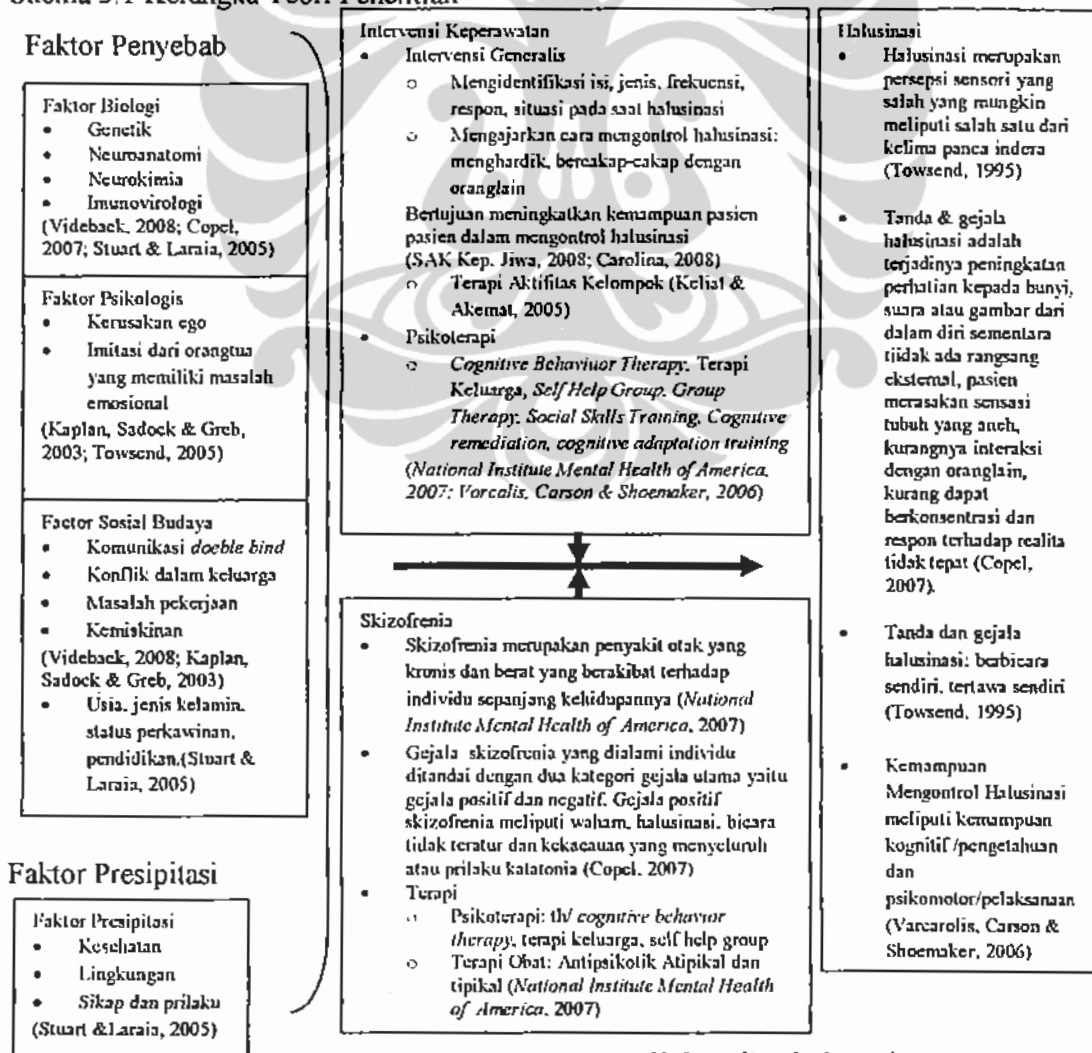 Skema 3.1 Kerangka Teori Penelitian
Faktor Penyebab
Faktor Biologi
• Genetik
• Neuroanatomi
• Neurokimia
• Imunovirologi
(Videback, 2008; Copel,
2007; Stuart & Laraia, 2005)
Faktor Psikologis
• Kerusakan ego
• Imitasi dari orangtua
yang memiliki masalah
emosional
(Kaplan, Sadock & Greb,
2003; Towsend, 2005)
Factor Sosial Budaya
• Komunikasi doeble bind
• Konflik dalam keluarga
• Masalah pekerjaan
• Kemiskinan
(Videback, 2008; Kaplan,
Sadock & Greb, 2003)
• Usia, jenis kelamin,
status perkawinan,
pendidikan.(Stuart &
Laraia, 2005)
Faktor Presipitasi
Faktor Presipitasi
• Kesehatan
• Lingkungan
• Sikap dan prilaku
(Stuart &Laraia, 2005)
Intervensi Keperawatan
• Intervensi Generalis
o Mengidentifikasi isi, jenis, frekuensi,
respon, situasi pada saat halusinasi
o Mengajarkan cara mengontrol halusinasi:
menghardik, bercakap-cakap dengan
oranglain
Bertujuan meningkatkan kemampuan pasien
pasien dalam mengontrol halusinasi
(SAK Kep. Jiwa, 2008; Carolina, 2008)
o Terapi Aktifitas Kelompok (Keliat &
Akemat, 2005)
• Psikoterapi
o Cognitive Behaviuor Therapy, Terapi
Keluarga, Self Help Group, Group
Therapy, Social Skills Training, Cognitive
remediation, cognitive adaptation training
(National Institute Mental Health of America,
2007; Vorcalis, Carson & Shoemaker, 2006)
Skizofrenia
• Skizofrenia merupakan penyakit otak yang
kronis dan berat yang berakibat terhadap
individu sepanjang kehidupannya (National
Institute Mental Health of America, 2007)
• Gejala skizofrenia yang dialami individu
ditandai dengan dua kategori gejala utama yaitu
gejala positif dan negatif. Gejala positif
skizofrenia meliputi waham, halusinasi, bicara
tidak teratur dan kekacauan yang menyeluruh
atau prilaku katatonia (Copel, 2007)
• Terapi
o Psikoterapi: th/ cognitive behavior
therapy, terapi keluarga, self help group
o Terapi Obat: Antipsikotik Atipikal dan
tipikal (National Institute Mental Health
of America, 2007)
Halusinasi
• Halusinasi merupakan
persepsi sensori yang
salah yang mungkin
meliputi salah satu dari
kelima panca indera
(Towsend, 1995)
• Tanda & gejala
halusinasi adalah
terjadinya peningkatan
perhatian kepada bunyi,
suara atau gambar dari
dalam diri sementara
tiidak ada rangsang
eksternal, pasien
merasakan sensasi
tubuh yang aneh,
kurangnya interaksi
dengan oranglain,
kurang dapat
berkonsentrasi dan
respon terhadap realita
tidak tepat (Copel,
2007).
• Tanda dan gejala
halusinasi: berbicara
sendiri, tertawa sendiri
(Towsend, 1995)
• Kemampuan
Mengontrol Halusinasi
meliputi kemampuan
kognitif /pengetahuan
dan
psikomotor/pelaksanaan
(Varcarolis, Carson &
Shoemaker, 2006)